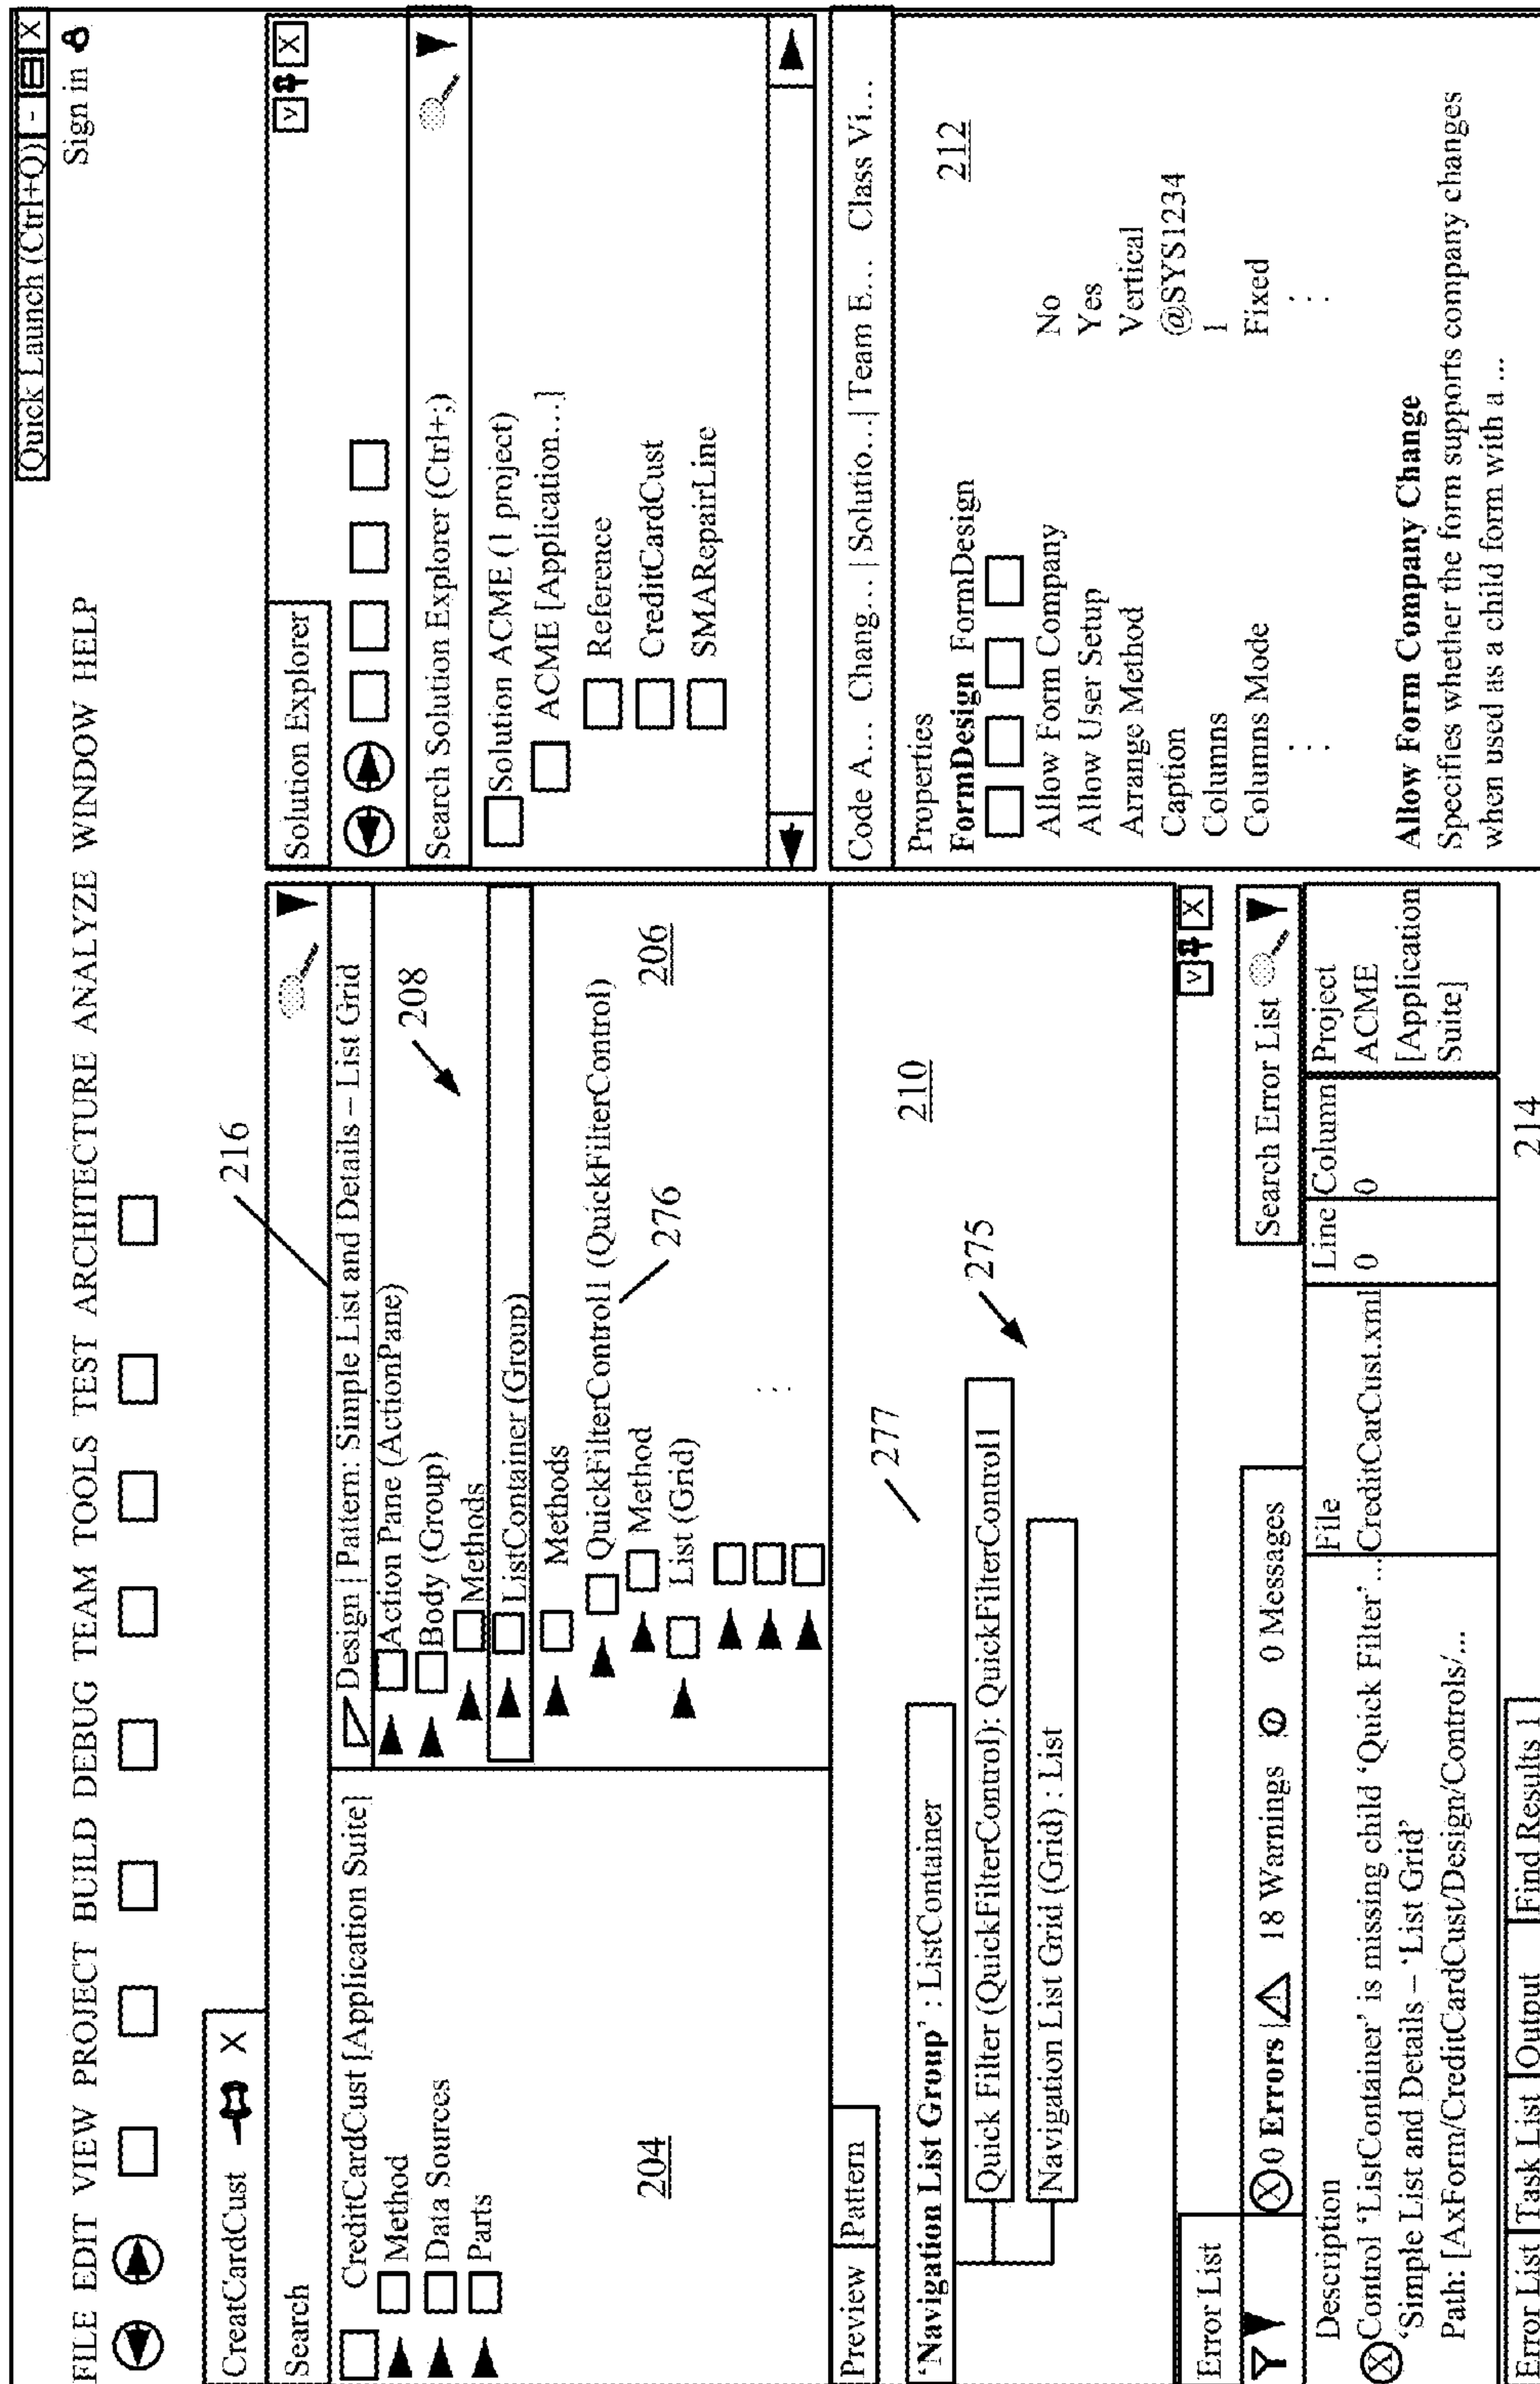 Quick Launch (Ctrl+Q) - X
FILE EDIT VIEW PROJECT BUILD DEBUG TEAM TOOLS TEST ARCHITECTURE ANALYZE WINDOW HELP
Sign in
CreatCardCust X
216
Search
CreditCardCust [Application Suite]
Method
Data Sources
Parts
204
Design | Pattern: Simple List and Details – List Grid
Action Pane (ActionPane)
Body (Group)
208
Methods
ListContainer (Group)
Methods
QuickFilterControl1 (QuickFilterControl)
276
206
Method
List (Grid)
Solution Explorer
v X
Search Solution Explorer (Ctrl+;)
Solution ACME (1 project)
ACME [Application...]
Reference
CreditCardCust
SMARepairLine
Preview Pattern
277
210
'Navigation List Group' : ListContainer
Quick Filter (QuickFilterControl): QuickFilterControl1
275
Navigation List Grid (Grid) : List
Code A... Chang... | Solutio...| Team E... Class Vi...
Properties
FormDesign FormDesign
212
Allow Form Company No
Allow User Setup Yes
Arrange Method Vertical
Caption @SYS1234
Columns 1
Columns Mode Fixed
Allow Form Company Change
Specifies whether the form supports company changes
when used as a child form with a ...
Error List
v X
X 0 Errors 18 Warnings 0 Messages
Search Error List
Description File Line Column Project
X Control 'ListContainer' is missing child 'Quick Filter'... CreditCarCust.xml 0 0 ACME
'Simple List and Details – 'List Grid' [Application
Path: [AxForm/CreditCardCust/Design/Controls/... Suite]
Error List Task List Output Find Results 1
214